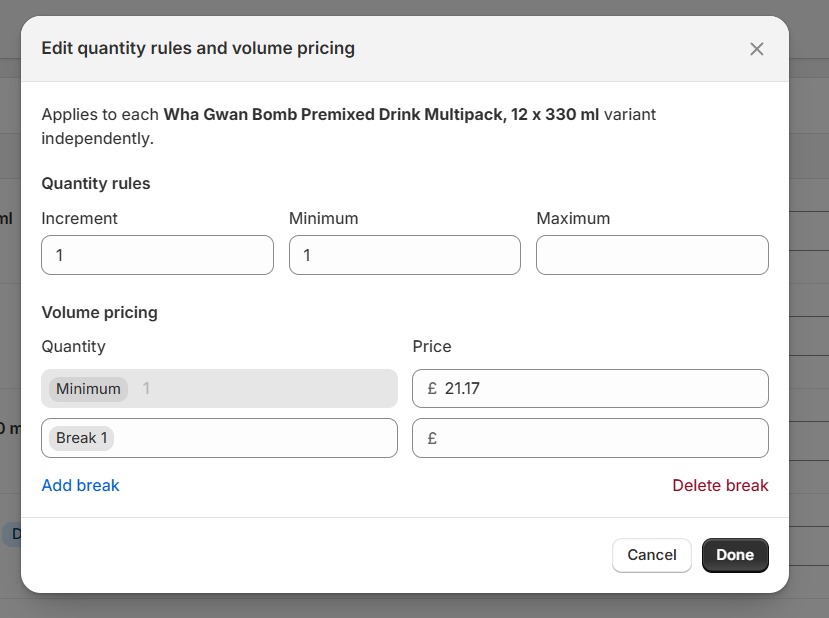 Edit quantity rules and volume pricing
Applies to each Wha Gwan Bomb Premixed Drink Multipack, 12 x 330 ml variant
independently.
Quantity rules
ml
Increment Minimum Maximum
1 1
Volume pricing
Quantity Price
Minimum 1 £ 21.17
0 m
Break 1 £
Add break Delete break
D
Cancel Done